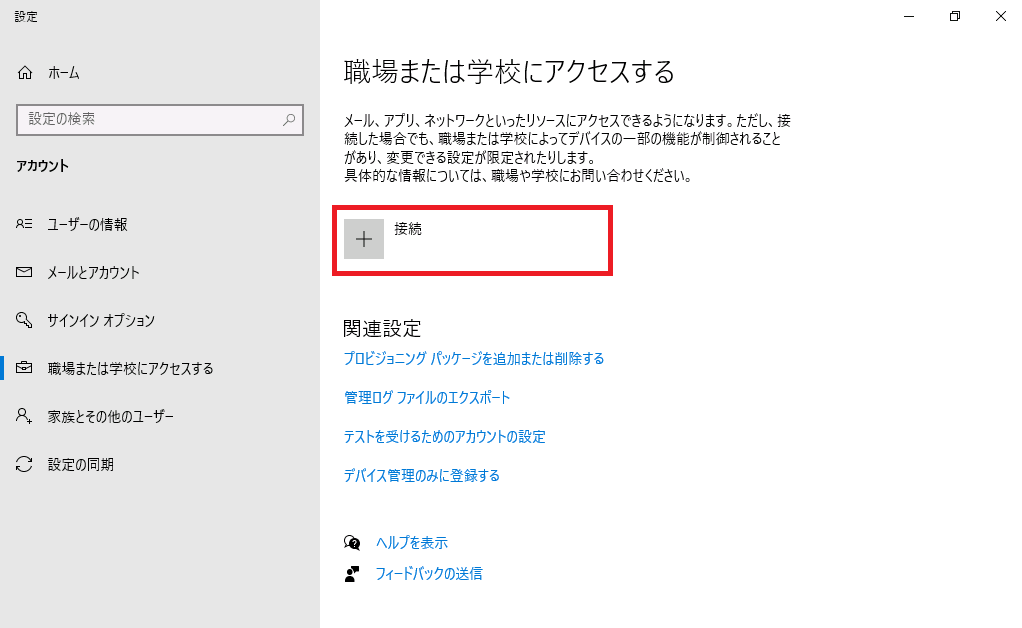 設定
ホーム
設定の検索
アカウント
ユーザーの情報
メールとアカウント
サインイン オプション
職場または学校にアクセスする
家族とその他のユーザー
設定の同期
職場または学校にアクセスする
メール、アプリ、ネットワークといったリソースにアクセスできるようになります。ただし、接
続した場合でも、職場または学校によってデバイスの一部の機能が制御されること
があり、変更できる設定が限定されたりします。
具体的な情報については、職場や学校にお問い合わせください。
接続
関連設定
プロビジョニング パッケージを追加または削除する
管理ログ ファイルのエクスポート
テストを受けるためのアカウントの設定
デバイス管理のみに登録する
ヘルプを表示
フィードバックの送信